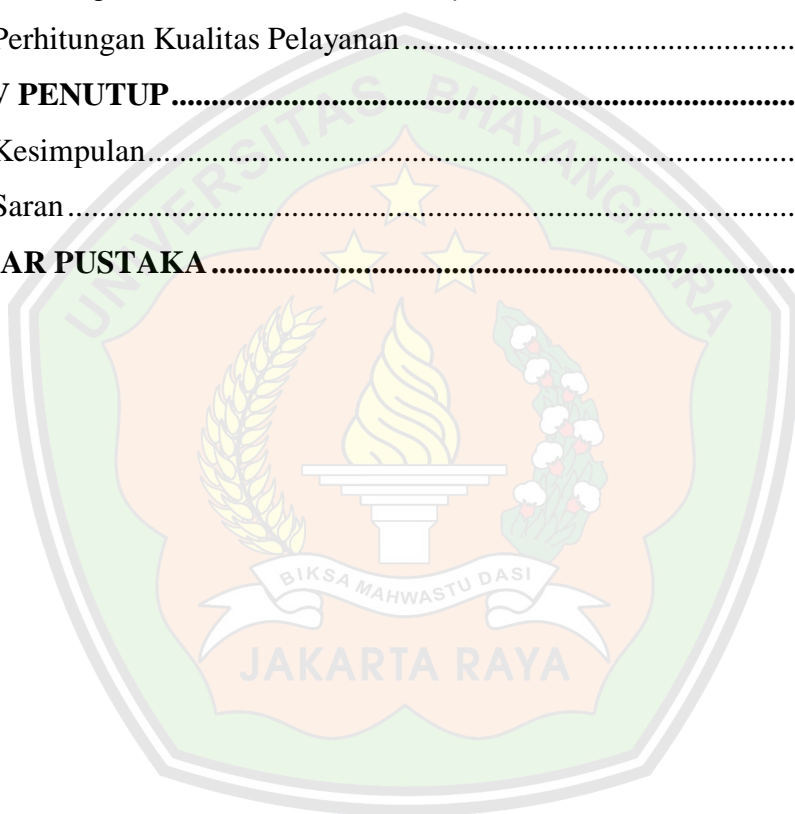 Perhitungan Kualitas Pelayanan ..............................................
V PENUTUP..........................................................................
Kesimpulan............................................................................
Saran......................................................................................
AR PUSTAKA .....................................................................
UNIVERSITAS BHAYANGKARA
BIKSA MAHWASTU DASI
JAKARTA RAYA